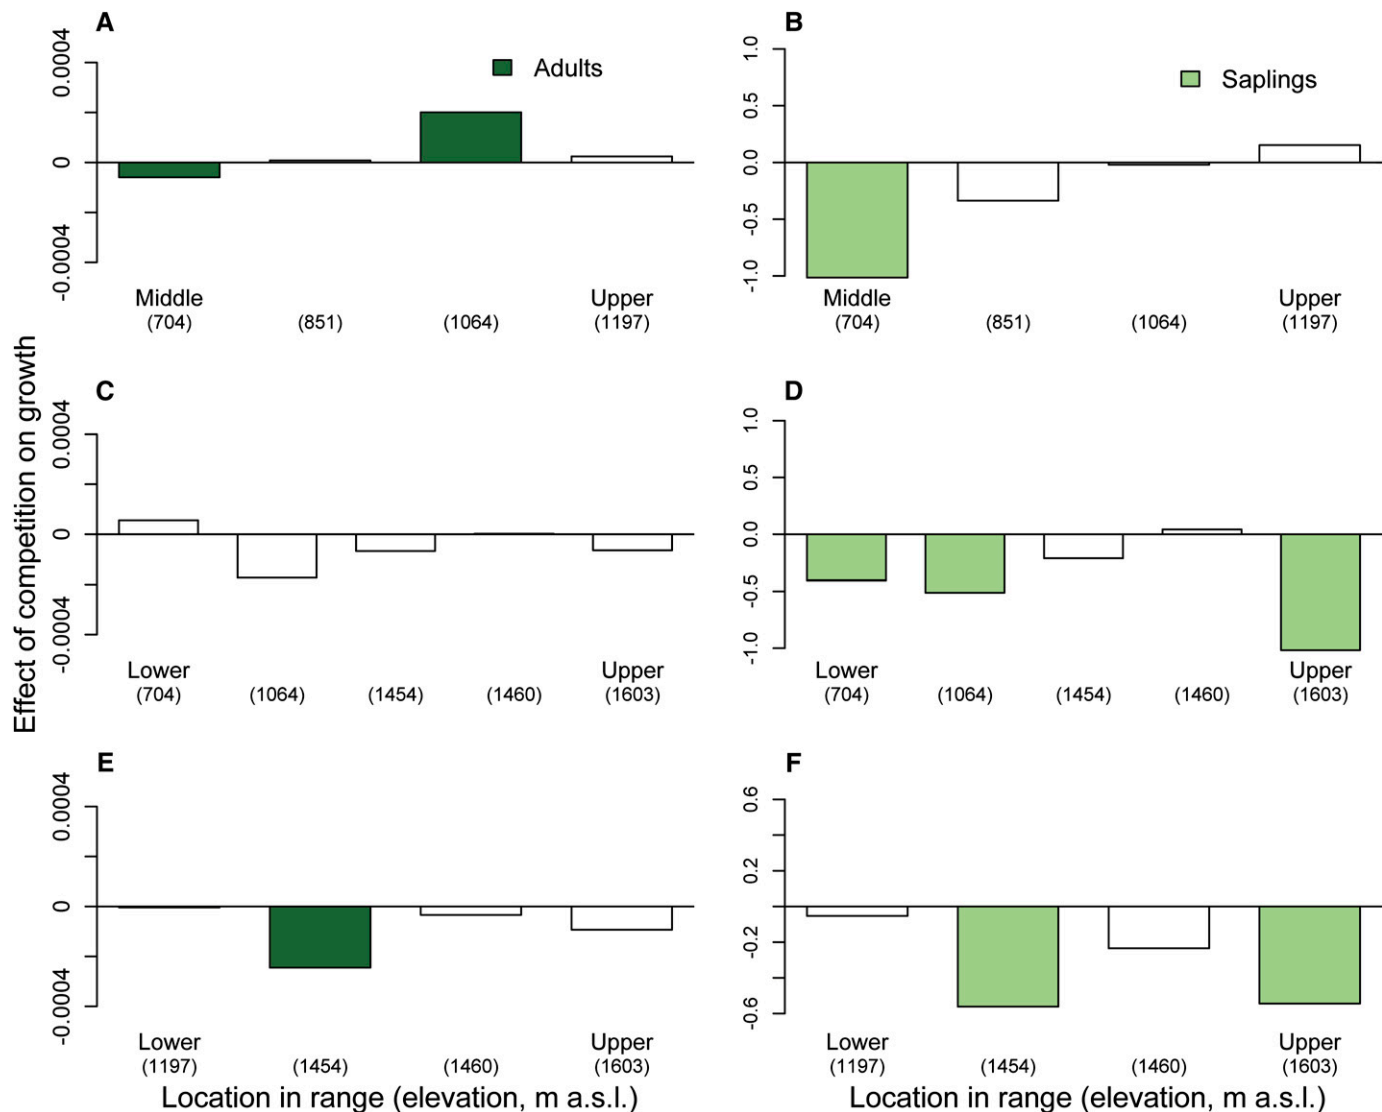 A
0.0004
0
-0.0004
Adults
Middle
Upper
(704)
(851)
(1064)
(1197)
B
1.0
0.5
0.0
-0.5
-1.0
Saplings
Middle
Upper
(704)
(851)
(1064)
(1197)
Effect of competition on growth
C
0.0004
0
-0.0004
Lower
Upper
(704)
(1064)
(1454)
(1460)
(1603)
D
1.0
0.5
0.0
-0.5
-1.0
Lower
Upper
(704)
(1064)
(1454)
(1460)
(1603)
E
0.0004
0
-0.0004
Lower
Upper
(1197)
(1454)
(1460)
(1603)
Location in range (elevation, m a.s.l.)
F
0.6
0.2
-0.2
-0.6
Lower
Upper
(1197)
(1454)
(1460)
(1603)
Location in range (elevation, m a.s.l.)